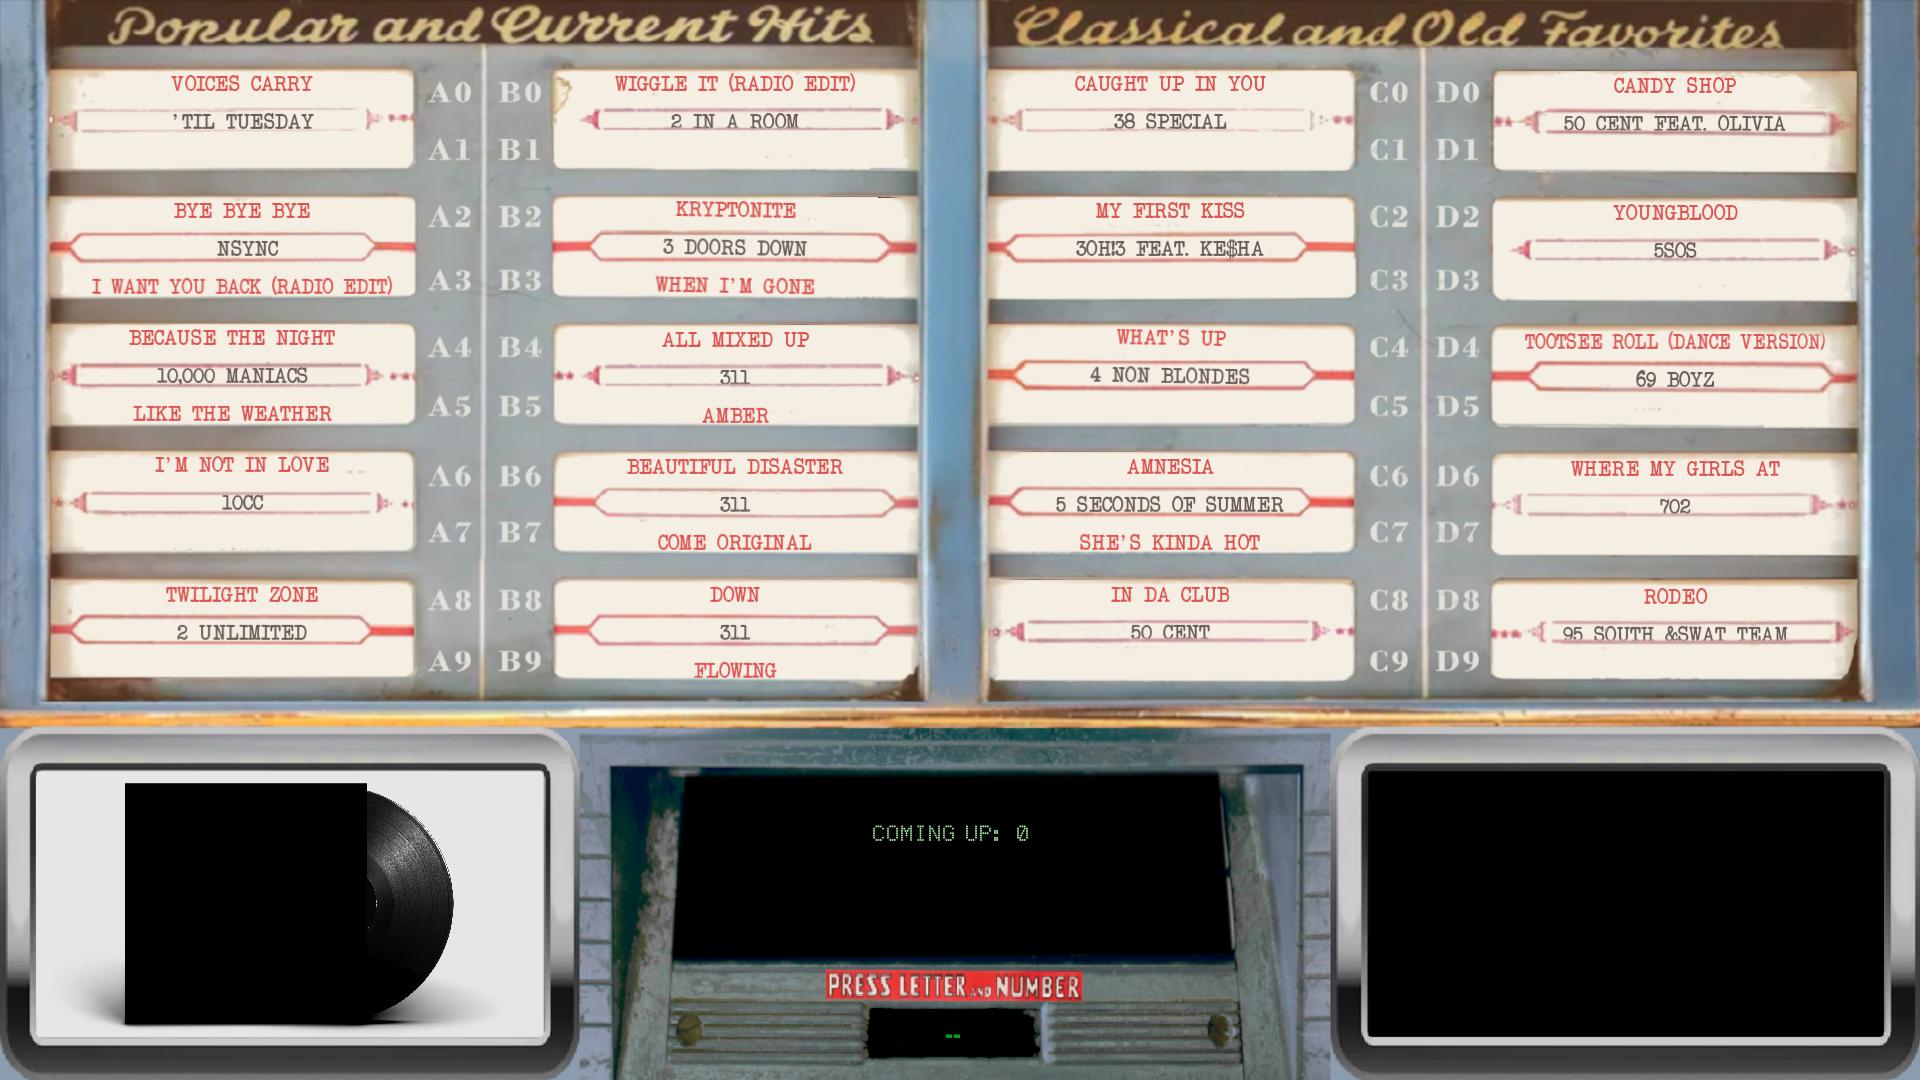 Popular and Current Hits
VOICES CARRY
'TIL TUESDAY
A0
A1
BYE BYE BYE
NSYNC
I WANT YOU BACK (RADIO EDIT)
A2
A3
BECAUSE THE NIGHT
10,000 MANIACS
LIKE THE WEATHER
A4
A5
I'M NOT IN LOVE
10CC
A6
A7
TWILIGHT ZONE
2 UNLIMITED
A8
A9
B0
B1
WIGGLE IT (RADIO EDIT)
2 IN A ROOM
B2
B3
KRYPTONITE
3 DOORS DOWN
WHEN I'M GONE
B4
B5
ALL MIXED UP
311
AMBER
B6
B7
BEAUTIFUL DISASTER
311
COME ORIGINAL
B8
B9
DOWN
311
FLOWING
Classical and Old Favorites
CAUGHT UP IN YOU
38 SPECIAL
C0
C1
MY FIRST KISS
3OH!3 FEAT. KE$HA
C2
C3
WHAT'S UP
4 NON BLONDES
C4
C5
AMNESIA
5 SECONDS OF SUMMER
SHE'S KINDA HOT
C6
C7
IN DA CLUB
50 CENT
C8
C9
D0
D1
CANDY SHOP
50 CENT FEAT. OLIVIA
D2
D3
YOUNGBLOOD
5SOS
D4
D5
TOOTSEE ROLL (DANCE VERSION)
69 BOYZ
D6
D7
WHERE MY GIRLS AT
702
D8
D9
RODEO
95 SOUTH &SWAT TEAM
COMING UP: 0
PRESS LETTER AND NUMBER
--